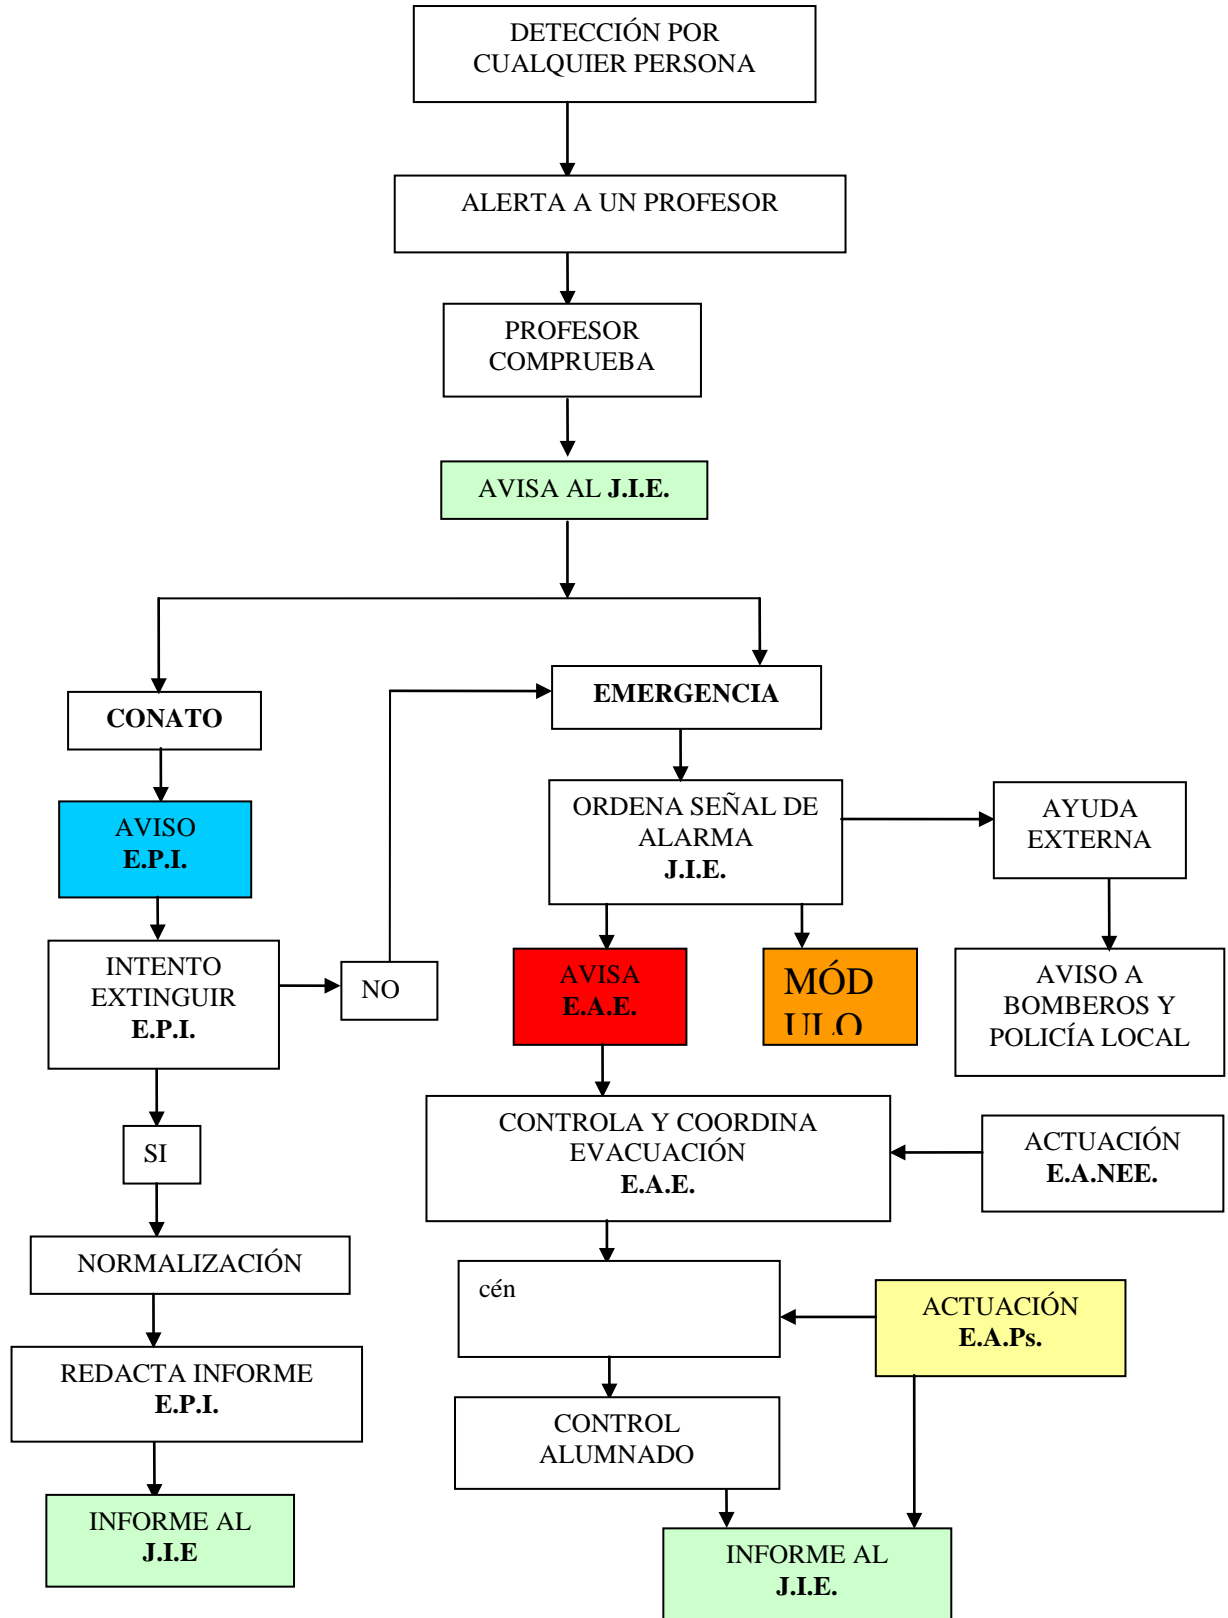 DETECCIÓN POR
CUALQUIER PERSONA
ALERTA A UN PROFESOR
PROFESOR
COMPRUEBA
AVISA AL J.I.E.
CONATO
EMERGENCIA
AVISO
E.P.I.
ORDENA SEÑAL DE
ALARMA
J.I.E.
AYUDA
EXTERNA
INTENTO
EXTINGUIR
E.P.I.
NO
AVISA
E.A.E.
MÓD
ULO
AVISO A
BOMBEROS Y
POLICÍA LOCAL
SI
CONTROLA Y COORDINA
EVACUACIÓN
E.A.E.
ACTUACIÓN
E.A.NEE.
NORMALIZACIÓN
cén
ACTUACIÓN
E.A.Ps.
REDACTA INFORME
E.P.I.
CONTROL
ALUMNADO
INFORME AL
J.I.E
INFORME AL
J.I.E.